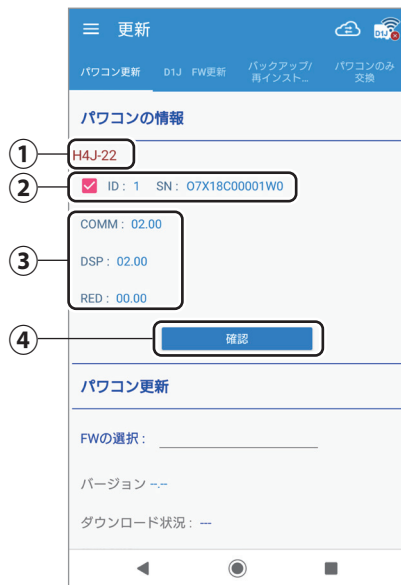 更新
D1J
パワコン更新 D1J FW更新 バックアップ/ パワコンのみ
再インスト... 交換
パワコンの情報
① H4J-22
② ID: 1 SN: O7X18C00001W0
③ COMM: 02.00
DSP: 02.00
RED: 00.00
④ 確認
パワコン更新
FWの選択:
バージョン --.--
ダウンロード状況: ---